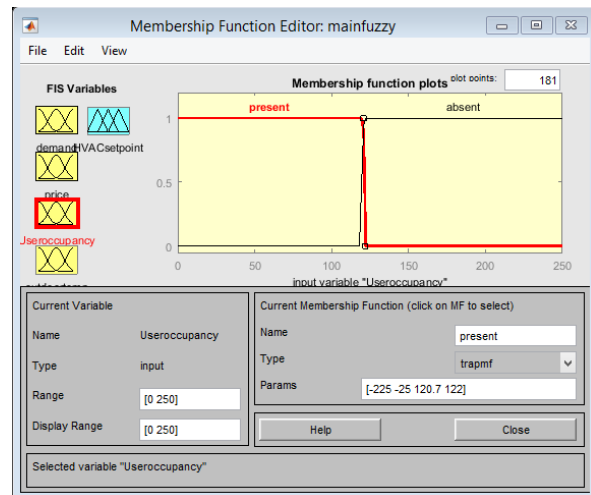 Membership Function Editor: mainfuzzy
File Edit View
FIS Variables
Membership function plots
plot points:
181
present
absent
demand
HVACsetpoint
price
Useroccupancy
1
0.5
0
0 50 100 150 200 250
input variable "Useroccupancy"
Current Variable
Name Useroccupancy
Type input
Range [0 250]
Display Range [0 250]
Current Membership Function (click on MF to select)
Name present
Type trapmf
Params [-225 -25 120.7 122]
Help Close
Selected variable "Useroccupancy"